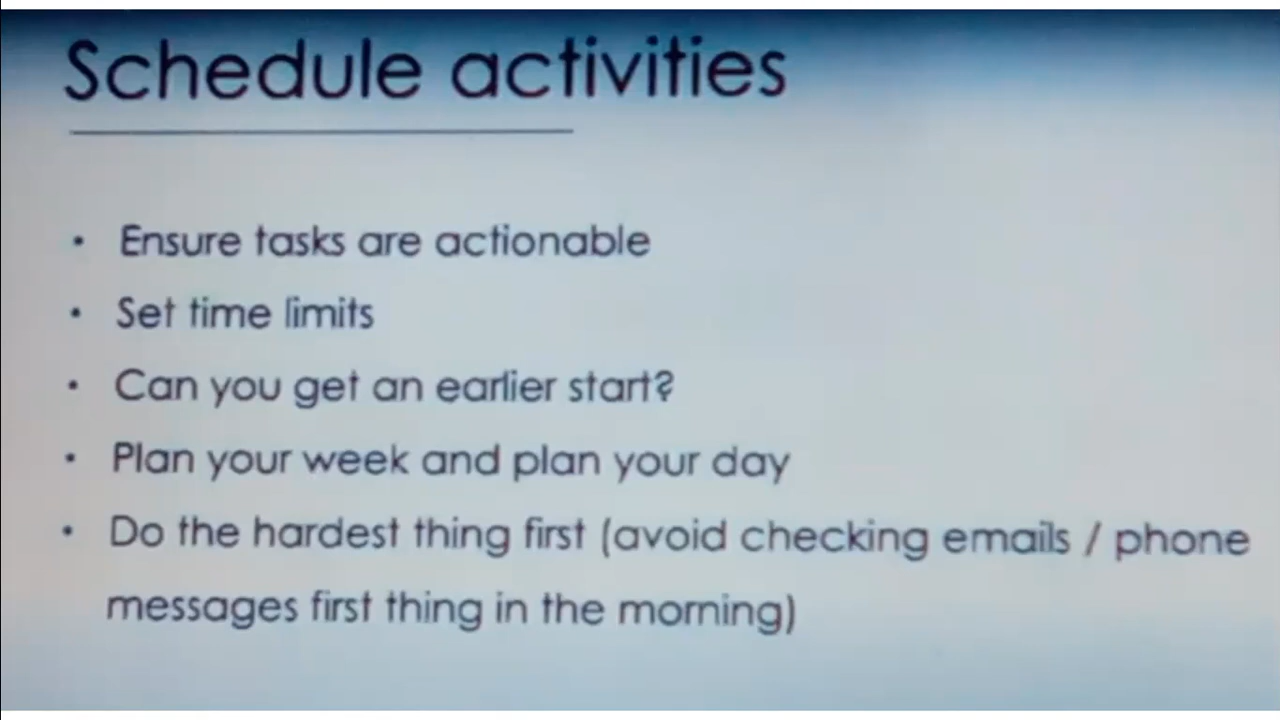 Schedule activities
• Ensure tasks are actionable
• Set time limits
• Can you get an earlier start?
• Plan your week and plan your day
• Do the hardest thing first (avoid checking emails / phone
messages first thing in the morning)